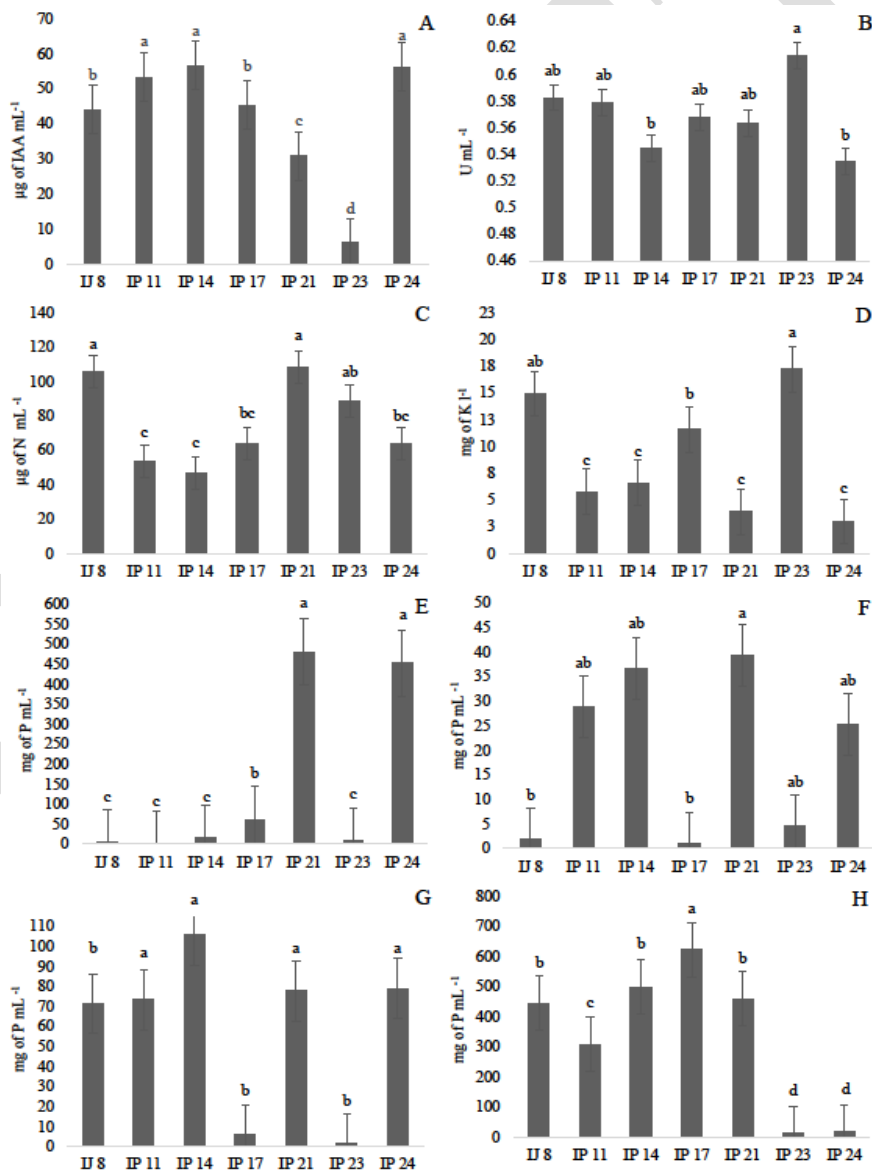 A
µg of IAA mL⁻¹
70
60
50
40
30
20
10
0
b
a
a
b
c
d
a
IJ 8 IP 11 IP 14 IP 17 IP 21 IP 23 IP 24
B
U mL⁻¹
0.64
0.62
0.6
0.58
0.56
0.54
0.52
0.5
0.48
0.46
ab
ab
b
ab
ab
a
b
IJ 8 IP 11 IP 14 IP 17 IP 21 IP 23 IP 24
C
µg of N mL⁻¹
140
120
100
80
60
40
20
0
a
c
c
bc
a
ab
bc
IJ 8 IP 11 IP 14 IP 17 IP 21 IP 23 IP 24
D
mg of K l⁻¹
23
20
18
15
13
10
8
5
3
0
ab
c
c
b
c
a
c
IJ 8 IP 11 IP 14 IP 17 IP 21 IP 23 IP 24
E
mg of P mL⁻¹
600
550
500
450
400
350
300
250
200
150
100
50
0
c
c
c
b
a
c
a
IJ 8 IP 11 IP 14 IP 17 IP 21 IP 23 IP 24
F
mg of P mL⁻¹
50
45
40
35
30
25
20
15
10
5
0
b
ab
ab
b
a
ab
ab
IJ 8 IP 11 IP 14 IP 17 IP 21 IP 23 IP 24
G
mg of P mL⁻¹
110
100
90
80
70
60
50
40
30
20
10
0
b
a
a
b
a
b
a
IJ 8 IP 11 IP 14 IP 17 IP 21 IP 23 IP 24
H
mg of P mL⁻¹
800
700
600
500
400
300
200
100
0
b
c
b
a
b
d
d
IJ 8 IP 11 IP 14 IP 17 IP 21 IP 23 IP 24